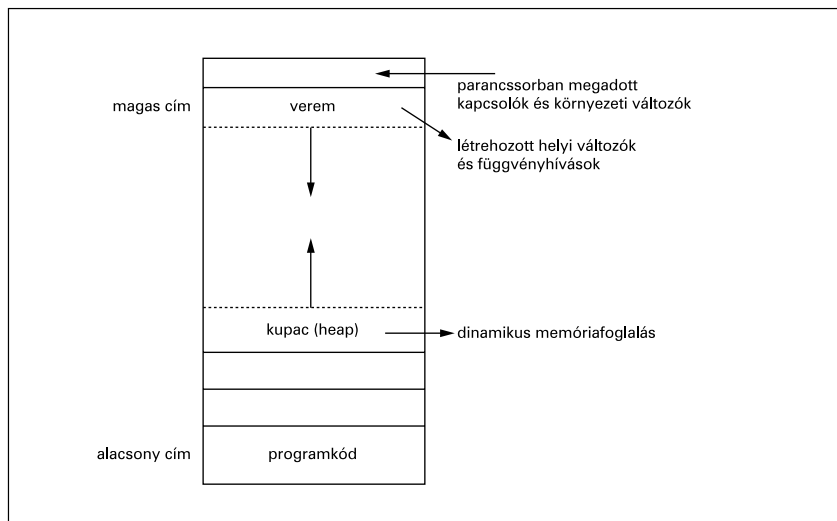 parancssorban megadott
kapcsolók és környezeti változók
magas cím
verem
létrehozott helyi változók
és függvényhívások
kupac (heap)
dinamikus memóriafoglalás
alacsony cím
programkód